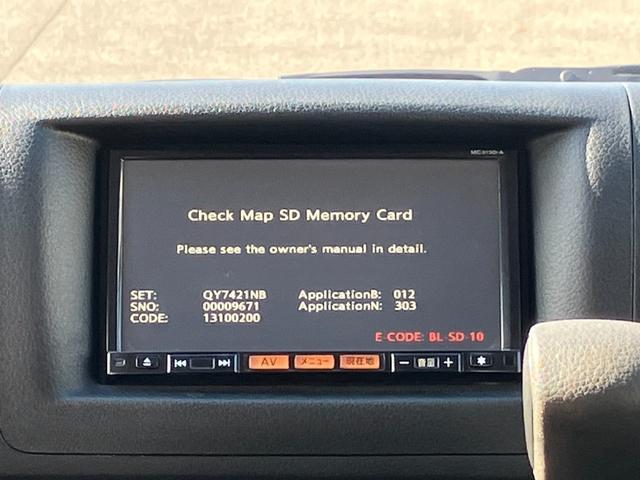 Check Map SD Memory Card
Please see the owner's manual in detail.
SET: QY7421NB ApplicationB: 012
SNO: 00009671 ApplicationN: 303
CODE: 13100200
E-CODE: BL-SD-10
AV メニュー 現在地 − 音量 + ✱